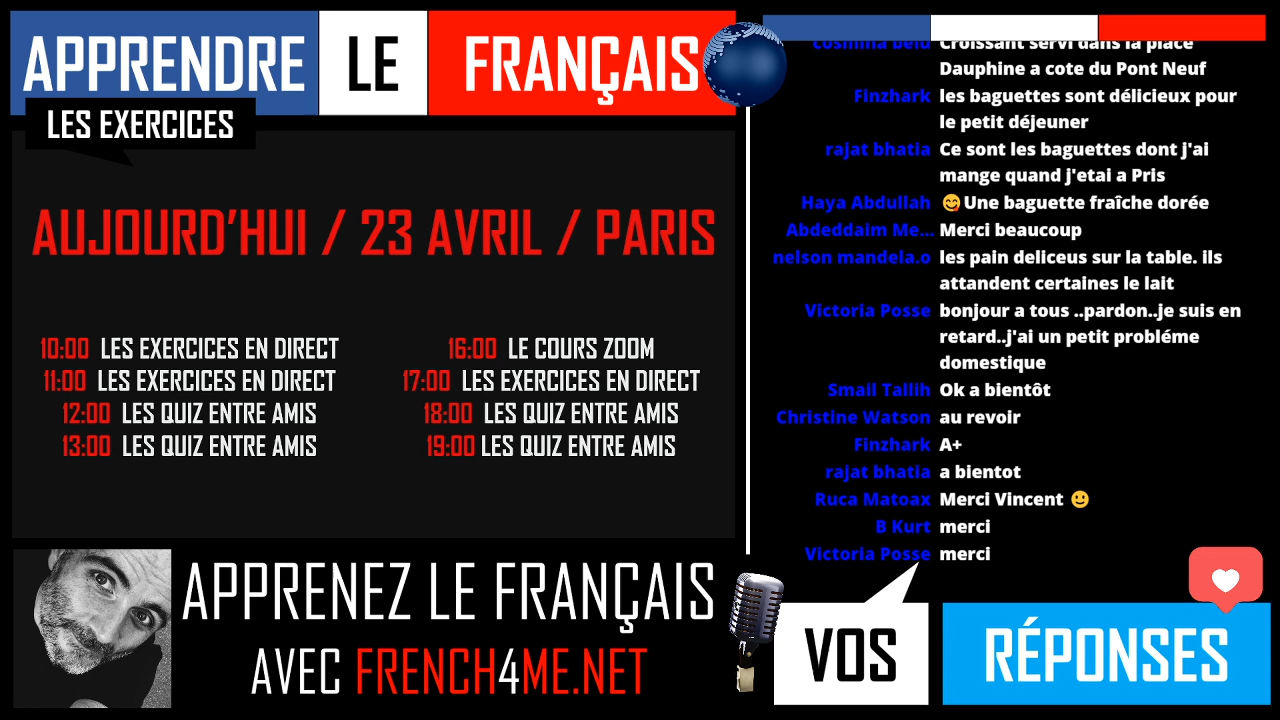 APPRENDRE LE FRANÇAIS
LES EXERCICES
AUJOURD'HUI / 23 AVRIL / PARIS
10:00 LES EXERCICES EN DIRECT
11:00 LES EXERCICES EN DIRECT
12:00 LES QUIZ ENTRE AMIS
13:00 LES QUIZ ENTRE AMIS
16:00 LE COURS ZOOM
17:00 LES EXERCICES EN DIRECT
18:00 LES QUIZ ENTRE AMIS
19:00 LES QUIZ ENTRE AMIS
APPRENEZ LE FRANÇAIS
AVEC FRENCH4ME.NET
cosmina belu Croissant servi dans la place
Dauphine a cote du Pont Neuf
Finzhark les baguettes sont délicieux pour
le petit déjeuner
rajat bhatia Ce sont les baguettes dont j'ai
mange quand j'etai a Pris
Haya Abdullah 😋Une baguette fraîche dorée
Abdeddaim Me... Merci beaucoup
nelson mandela.o les pain deliceus sur la table. ils
attandent certaines le lait
Victoria Posse bonjour a tous ..pardon..je suis en
retard..j'ai un petit probléme
domestique
Smail Tallih Ok a bientôt
Christine Watson au revoir
Finzhark A+
rajat bhatia a bientot
Ruca Matoax Merci Vincent 🙂
B Kurt merci
Victoria Posse merci
VOS RÉPONSES